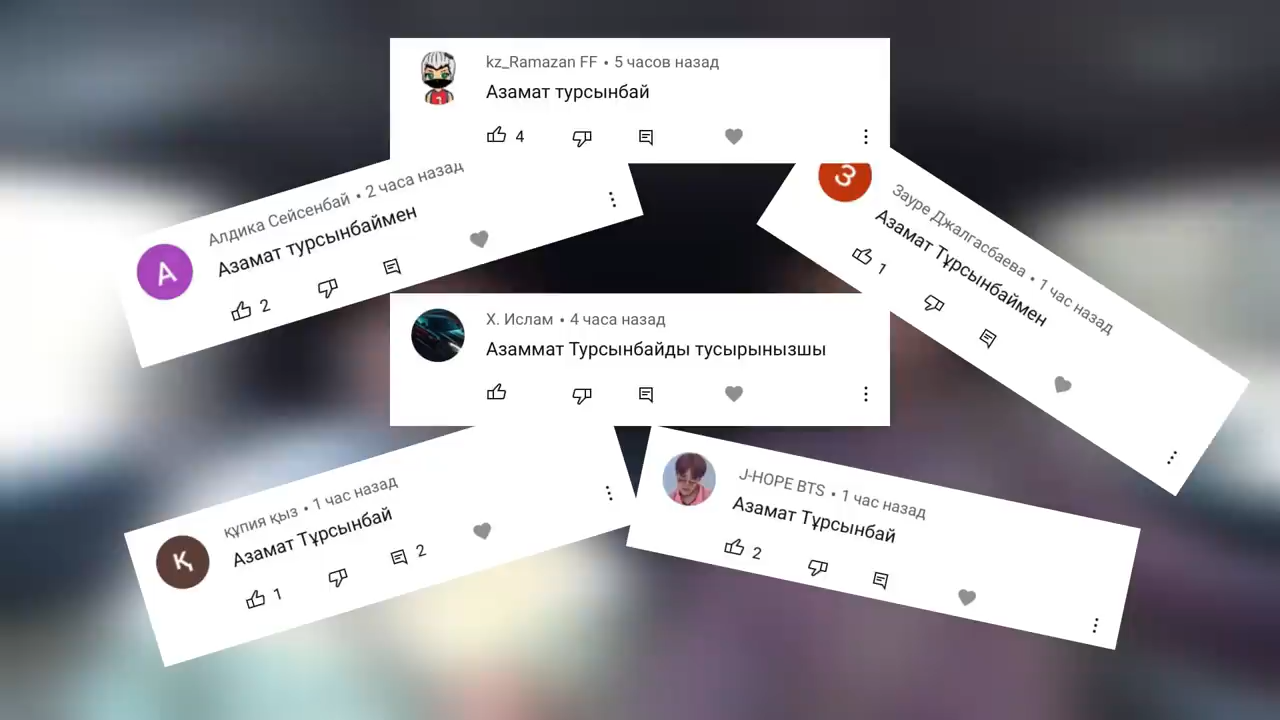 kz_Ramazan FF • 5 часов назад
Азамат турсынбай
4
Алдика Сейсенбай • 2 часа назад
Азамат турсынбаймен
А
2
З
Зауре Джалгасбаева • 1 час назад
Азамат Тұрсынбаймен
1
Х. Ислам • 4 часа назад
Азаммат Турсынбайды тусырынызшы
құпия қыз • 1 час назад
Азамат Тұрсынбай
Қ
1
2
J-HOPE BTS • 1 час назад
Азамат Тұрсынбай
2